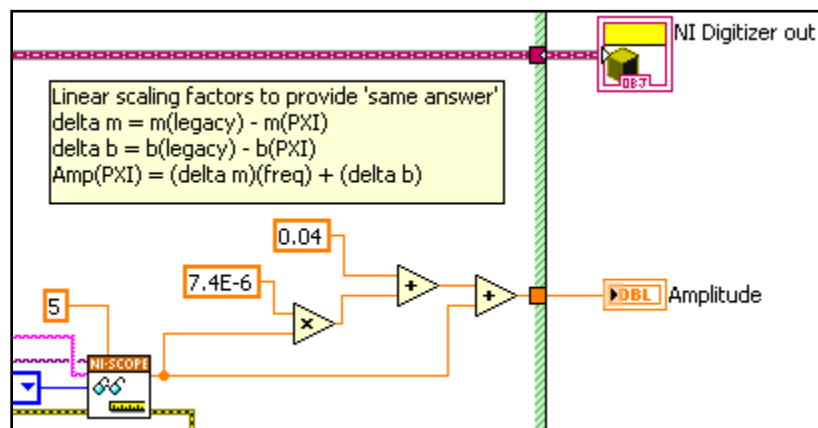 NI Digitizer out
OBJ
Linear scaling factors to provide 'same answer'
delta m = m(legacy) - m(PXI)
delta b = b(legacy) - b(PXI)
Amp(PXI) = (delta m)(freq) + (delta b)
0.04
7.4E-6
+
+
x
5
DBL
Amplitude
NI-SCOPE